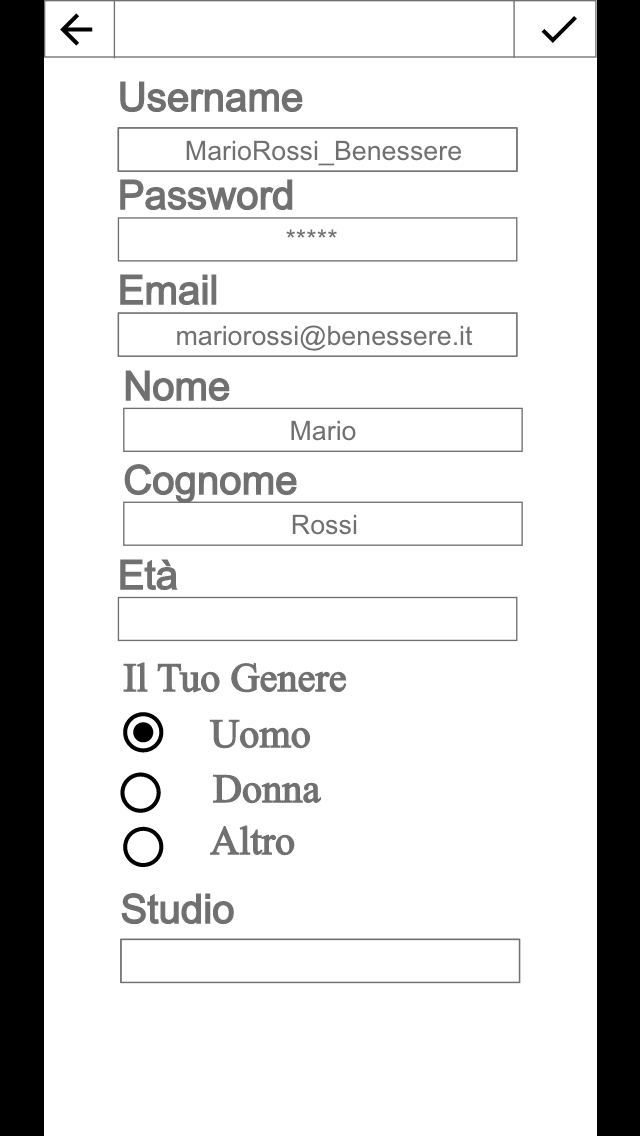 Username
MarioRossi_Benessere
Password
*****
Email
mariorossi@benessere.it
Nome
Mario
Cognome
Rossi
Età
Il Tuo Genere
Uomo
Donna
Altro
Studio